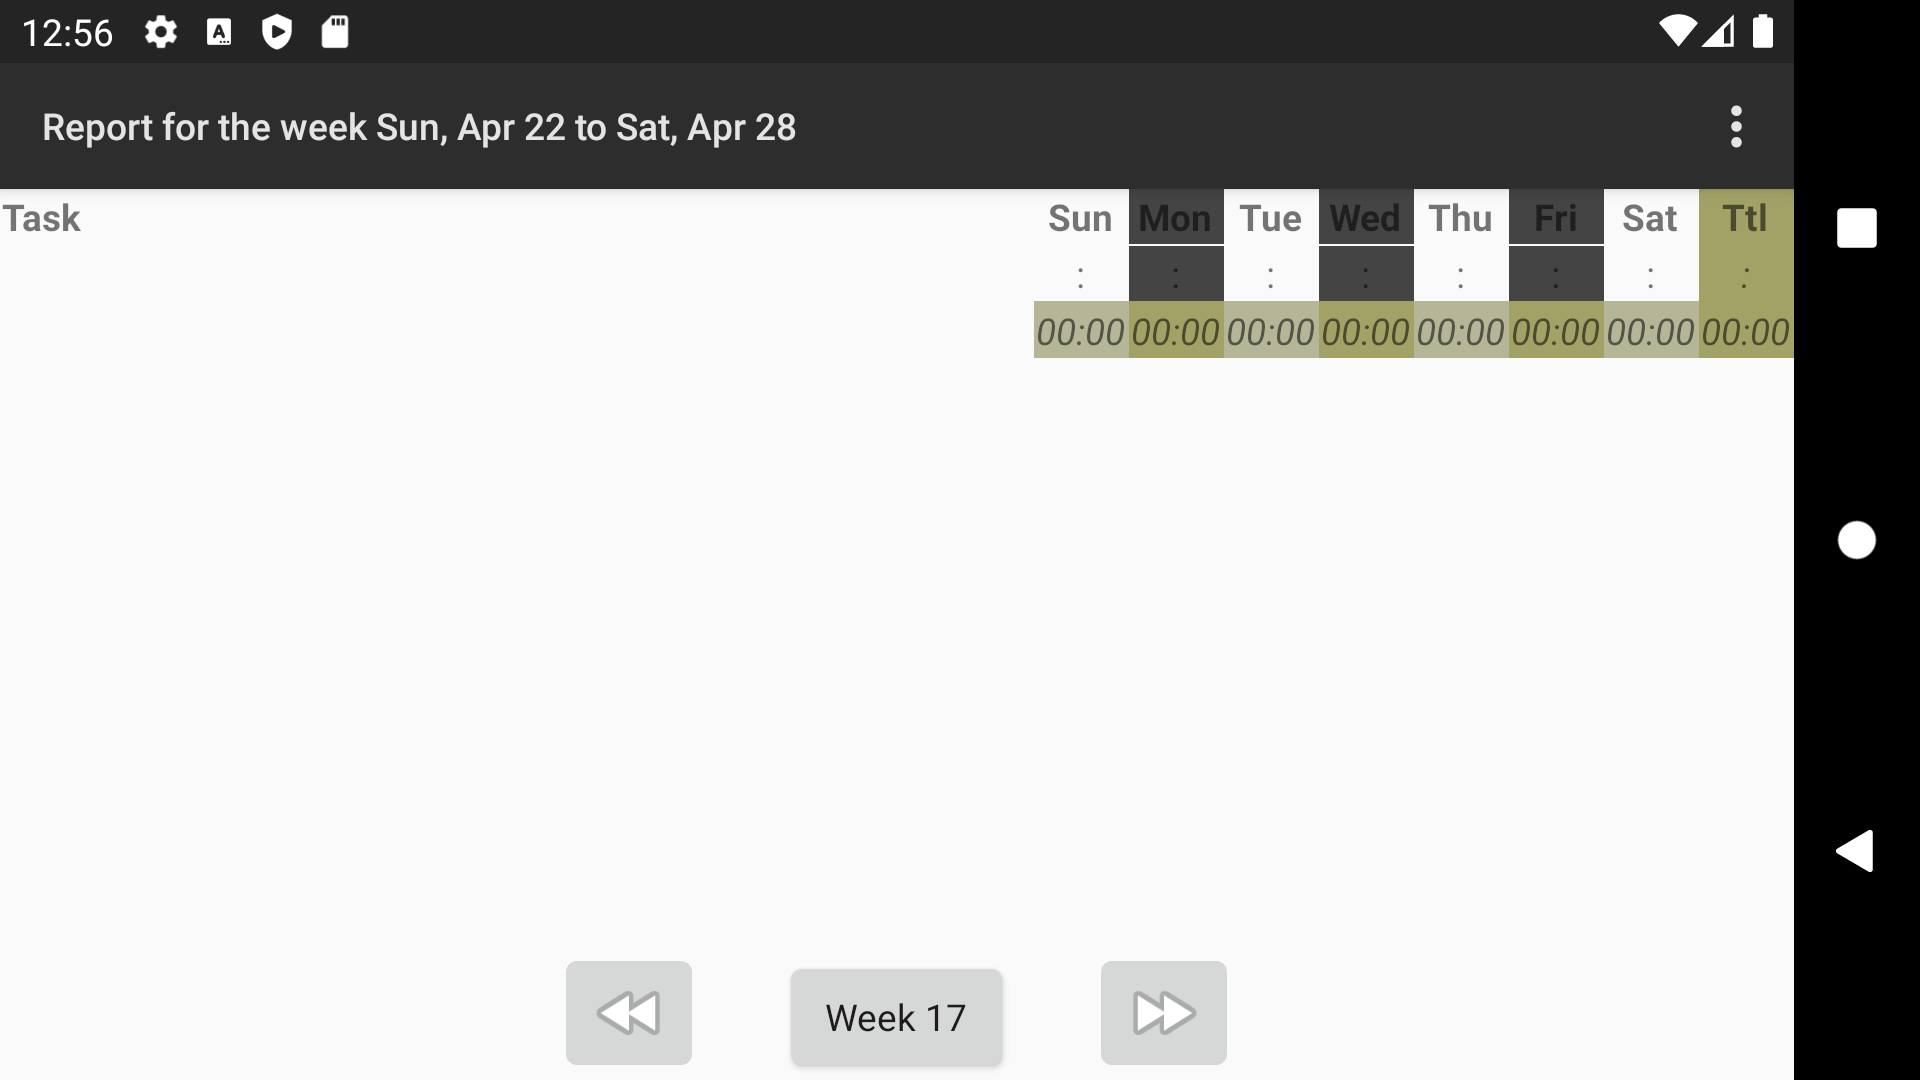 12:56
Report for the week Sun, Apr 22 to Sat, Apr 28
Task Sun Mon Tue Wed Thu Fri Sat Ttl
: : : : : : : :
00:00 00:00 00:00 00:00 00:00 00:00 00:00 00:00
Week 17